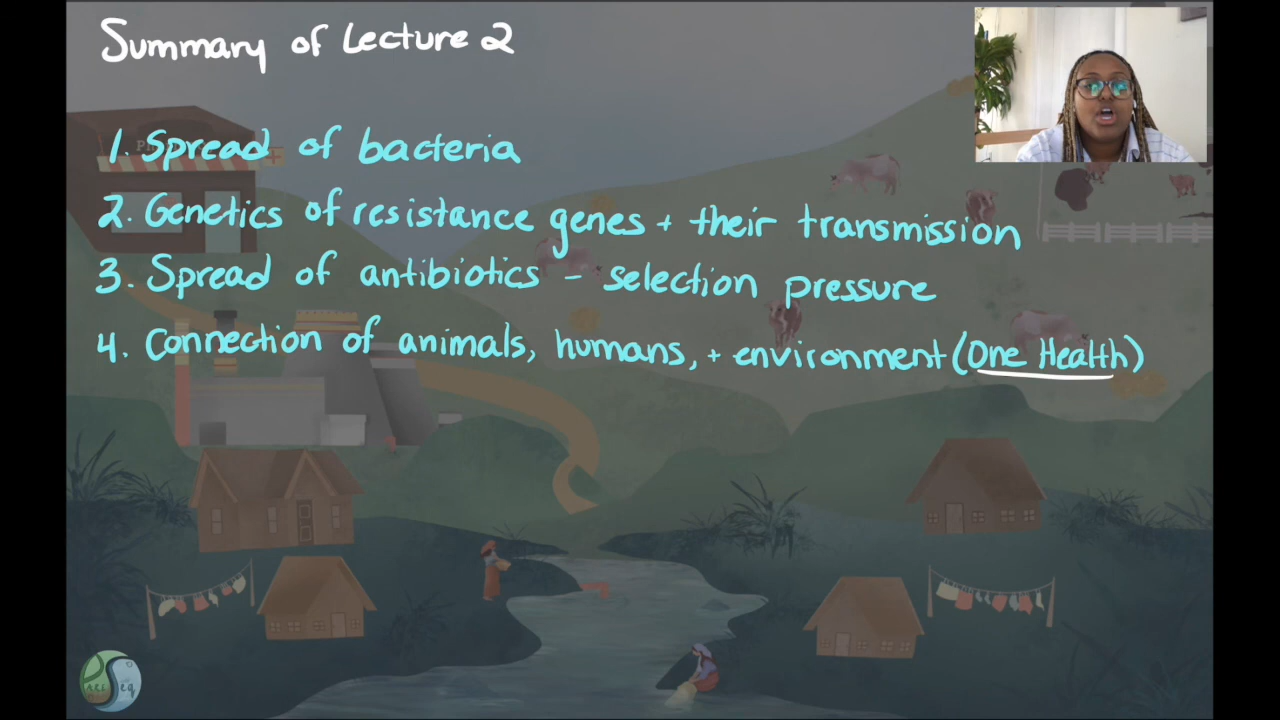 Summary of Lecture 2
1. Spread of bacteria
2. Genetics of resistance genes + their transmission
3. Spread of antibiotics - selection pressure
4. Connection of animals, humans, + environment (One Health)